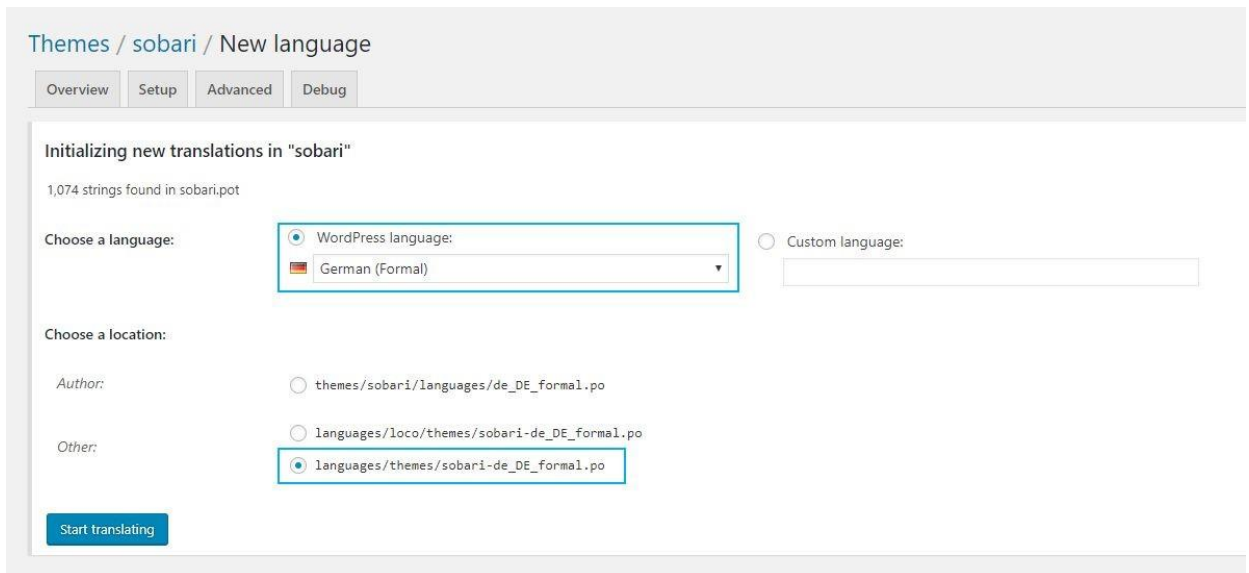 Themes / sobari / New language
Overview Setup Advanced Debug
Initializing new translations in "sobari"
1,074 strings found in sobari.pot
Choose a language: WordPress language: Custom language:
German (Formal)
Choose a location:
Author: themes/sobari/languages/de_DE_formal.po
Other: languages/loco/themes/sobari-de_DE_formal.po
languages/themes/sobari-de_DE_formal.po
Start translating